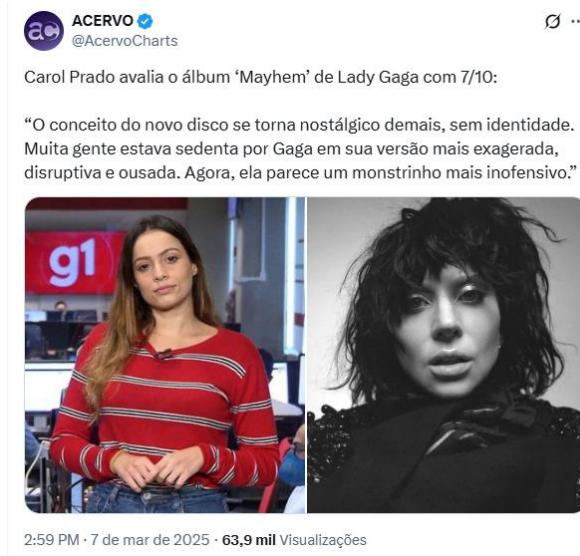 ac
ACERVO
@AcervoCharts
Carol Prado avalia o álbum ‘Mayhem’ de Lady Gaga com 7/10:
“O conceito do novo disco se torna nostálgico demais, sem identidade.
Muita gente estava sedenta por Gaga em sua versão mais exagerada,
disruptiva e ousada. Agora, ela parece um monstrinho mais inofensivo.”
g1
2:59 PM · 7 de mar de 2025 · 63,9 mil Visualizações